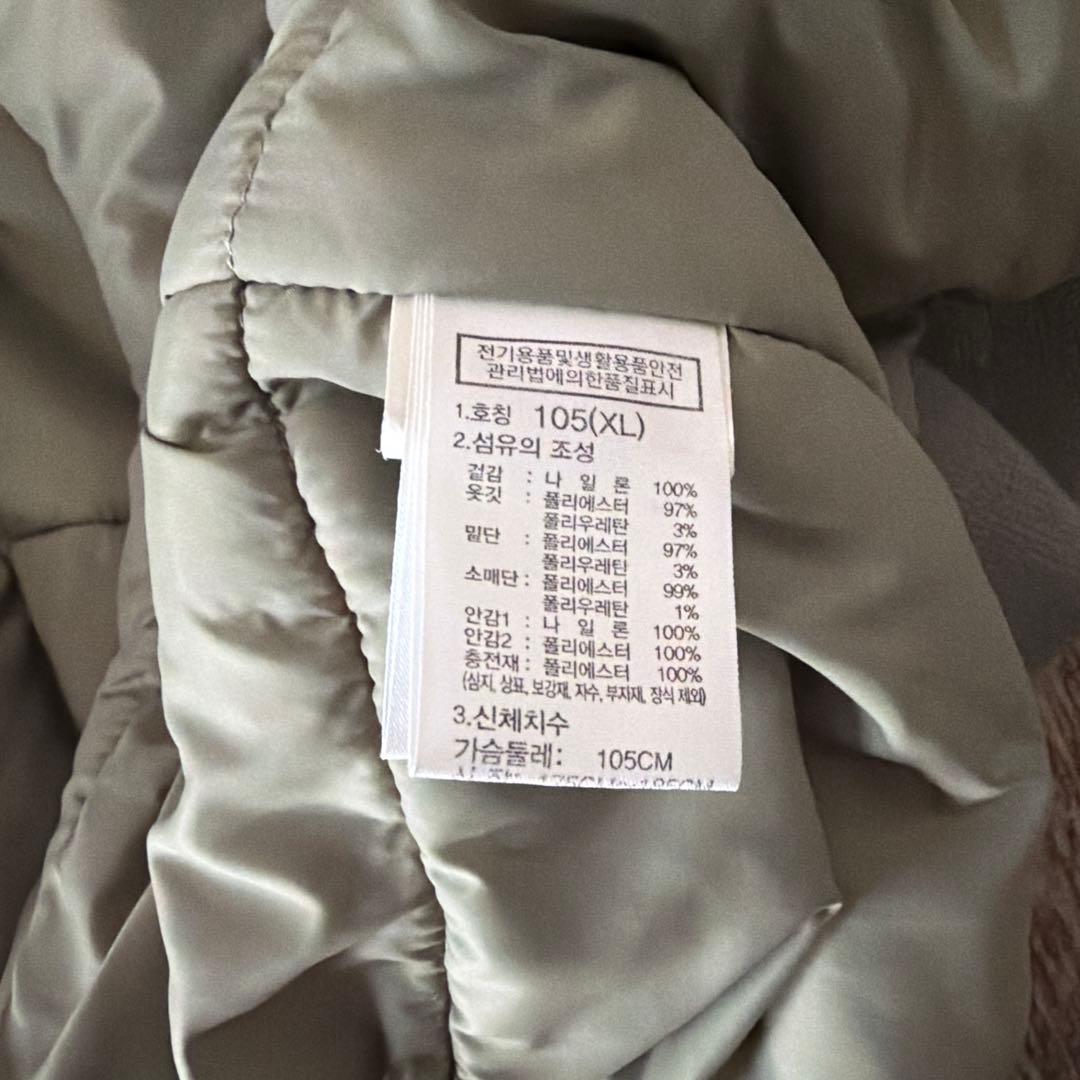 전기용품및생활용품안전
관리법에의한품질표시
1.호칭 105(XL)
2.섬유의 조성
겉감 : 나 일 론 100%
옷깃 : 폴리에스터 97%
폴리우레탄 3%
밑단 : 폴리에스터 97%
폴리우레탄 3%
소매단 : 폴리에스터 99%
폴리우레탄 1%
안감1 : 나 일 론 100%
안감2 : 폴리에스터 100%
충전재 : 폴리에스터 100%
(심지, 상표, 보강재, 자수, 부자재, 장식 제외)
3.신체치수
가슴둘레: 105CM